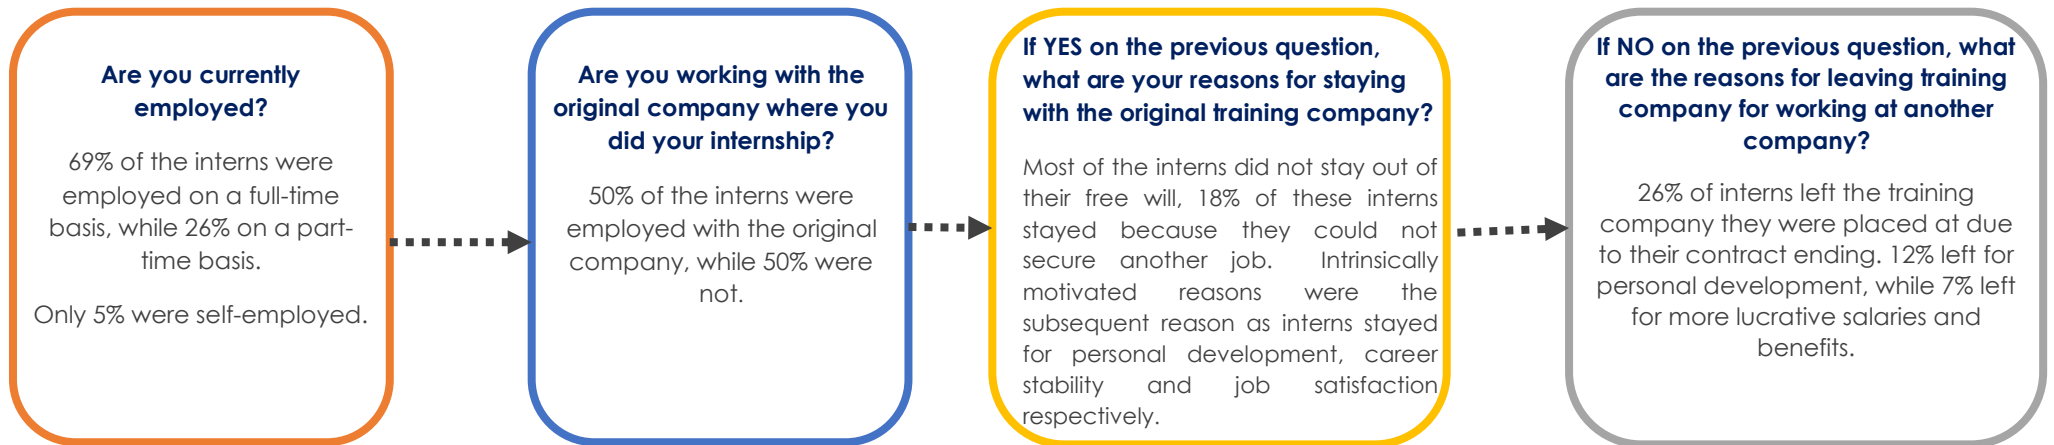 Are you currently
employed?
69% of the interns were
employed on a full-time
basis, while 26% on a part-
time basis.
Only 5% were self-employed.
Are you working with the
original company where you
did your internship?
50% of the interns were
employed with the original
company, while 50% were
not.
If YES on the previous question,
what are your reasons for staying
with the original training company?
Most of the interns did not stay out of
their free will, 18% of these interns
stayed because they could not
secure another job. Intrinsically
motivated reasons were the
subsequent reason as interns stayed
for personal development, career
stability and job satisfaction
respectively.
If NO on the previous question, what
are the reasons for leaving training
company for working at another
company?
26% of interns left the training
company they were placed at due
to their contract ending. 12% left for
personal development, while 7% left
for more lucrative salaries and
benefits.